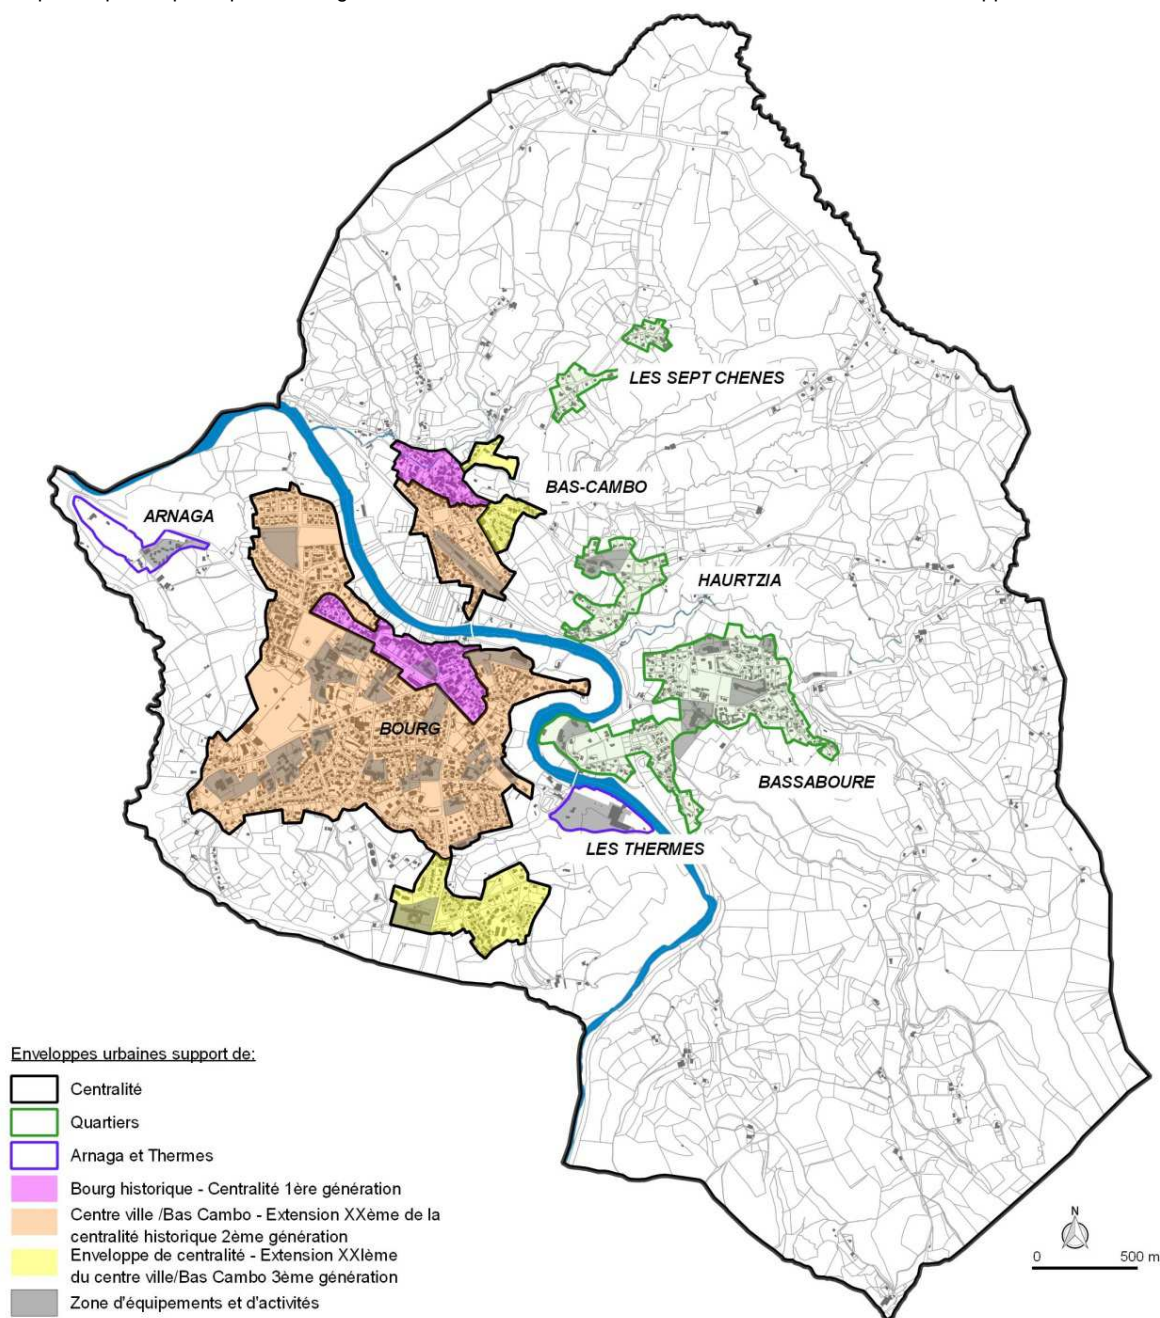 LES SEPT CHENES
BAS-CAMBO
ARNAGA
HAURTZIA
BOURG
BASSABOURE
LES THERMES
Enveloppes urbaines support de:
Centralité
Quartiers
Arnaga et Thermes
Bourg historique - Centralité 1ère génération
Centre ville /Bas Cambo - Extension XXème de la
centralité historique 2ème génération
Enveloppe de centralité - Extension XXIème
du centre ville/Bas Cambo 3ème génération
Zone d'équipements et d'activités
N
0 500 m